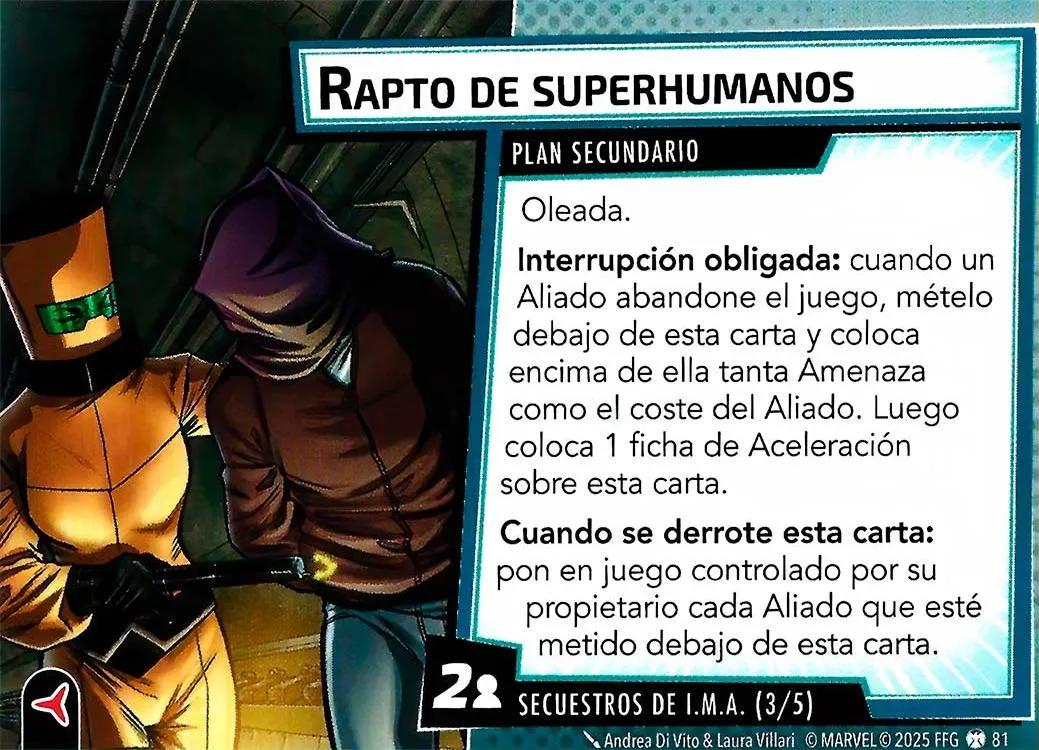 RAPTO DE SUPERHUMANOS
PLAN SECUNDARIO
Oleada.
Interrupción obligada: cuando un
Aliado abandone el juego, mételo
debajo de esta carta y coloca
encima de ella tanta Amenaza
como el coste del Aliado. Luego
coloca 1 ficha de Aceleración
sobre esta carta.
Cuando se derrote esta carta:
pon en juego controlado por su
propietario cada Aliado que esté
metido debajo de esta carta.
2
SECUESTROS DE I.M.A. (3/5)
Andrea Di Vito & Laura Villari © MARVEL © 2025 FFG 81